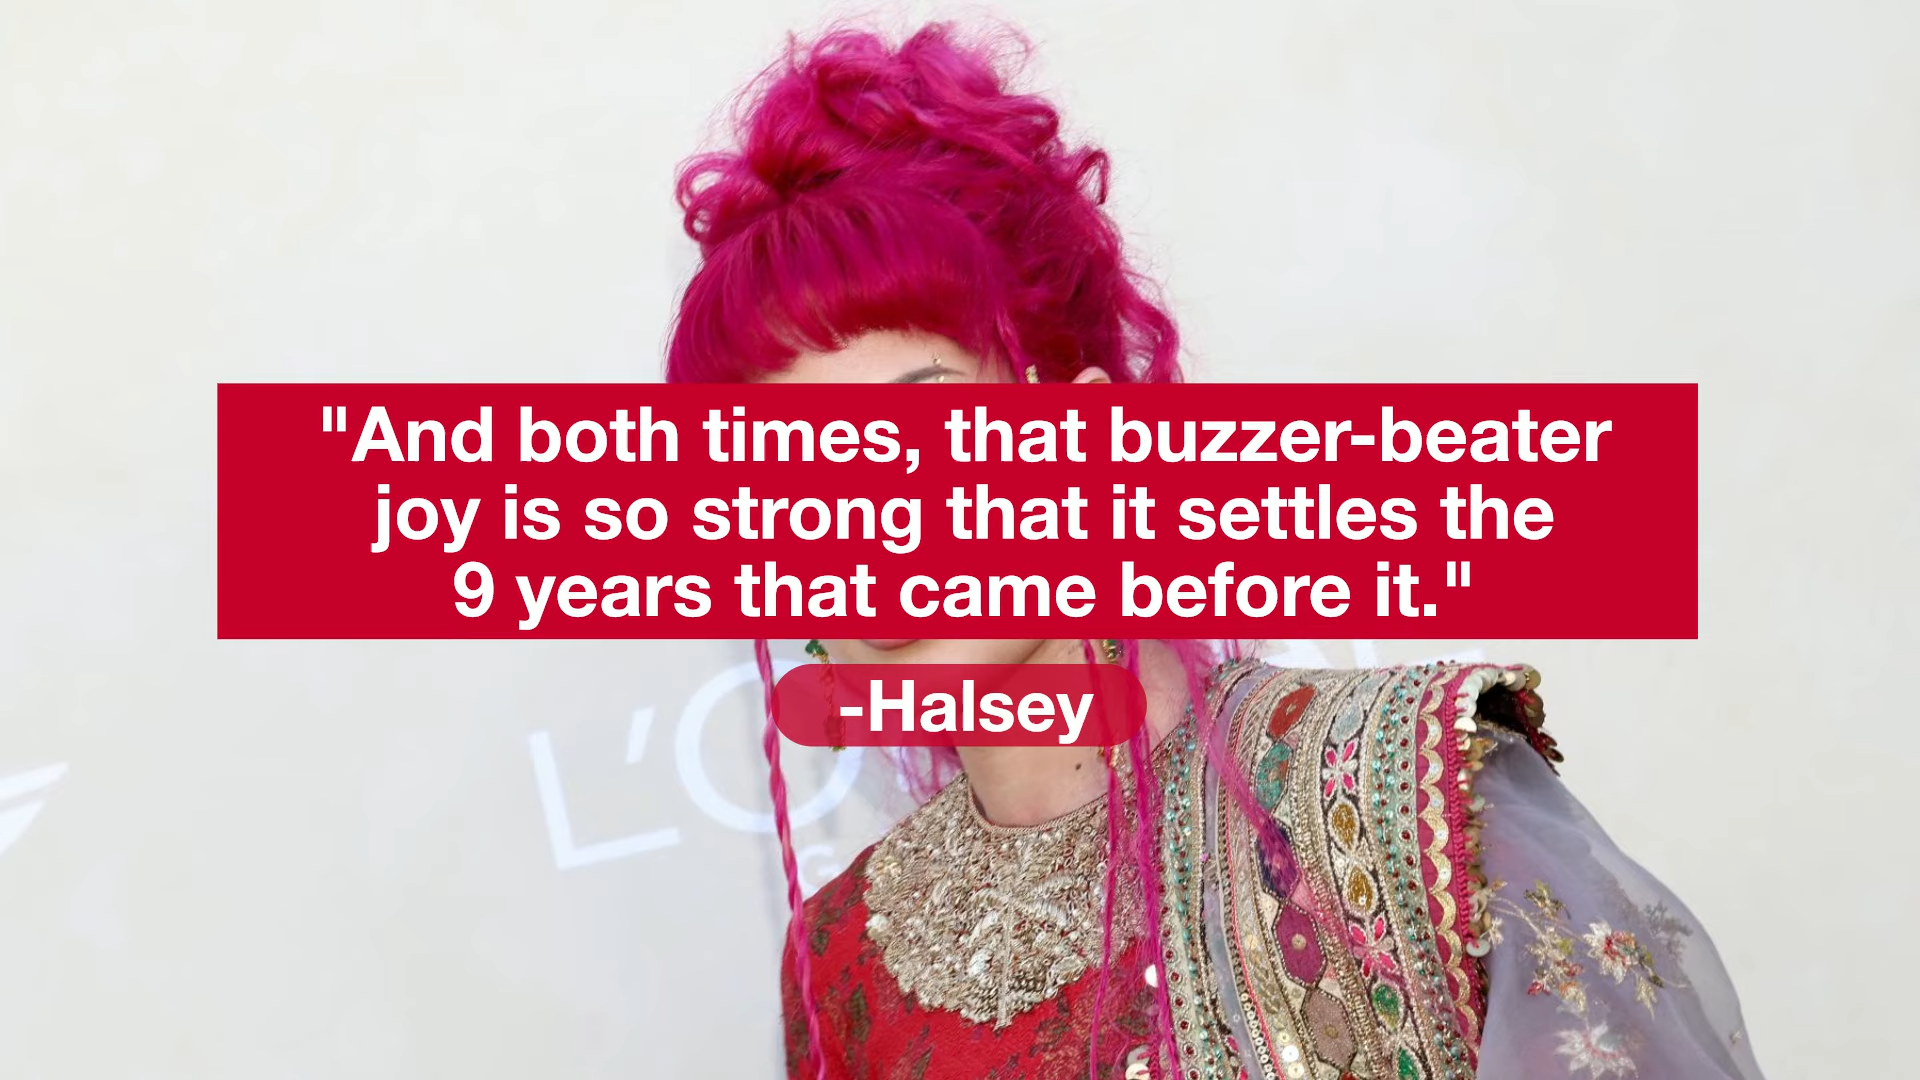 "And both times, that buzzer-beater
joy is so strong that it settles the
9 years that came before it."
-Halsey
L'O